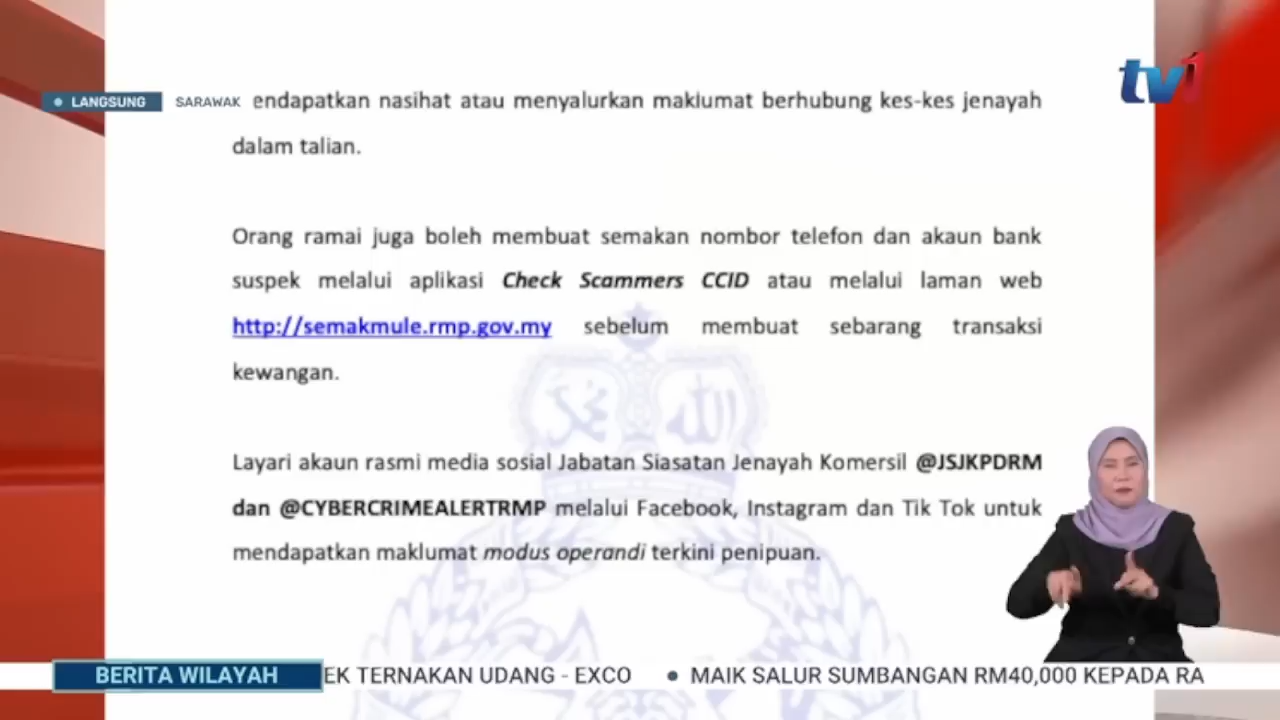 tv1
LANGSUNG SARAWAK
endapatkan nasihat atau menyalurkan maklumat berhubung kes-kes jenayah
dalam talian.
Orang ramai juga boleh membuat semakan nombor telefon dan akaun bank
suspek melalui aplikasi Check Scammers CCID atau melalui laman web
http://semakmule.rmp.gov.my sebelum membuat sebarang transaksi
kewangan.
Layari akaun rasmi media sosial Jabatan Siasatan Jenayah Komersil @JSJKPDRM
dan @CYBERCRIMEALERTRMP melalui Facebook, Instagram dan Tik Tok untuk
mendapatkan maklumat modus operandi terkini penipuan.
BERITA WILAYAH EK TERNAKAN UDANG - EXCO • MAIK SALUR SUMBANGAN RM40,000 KEPADA RA